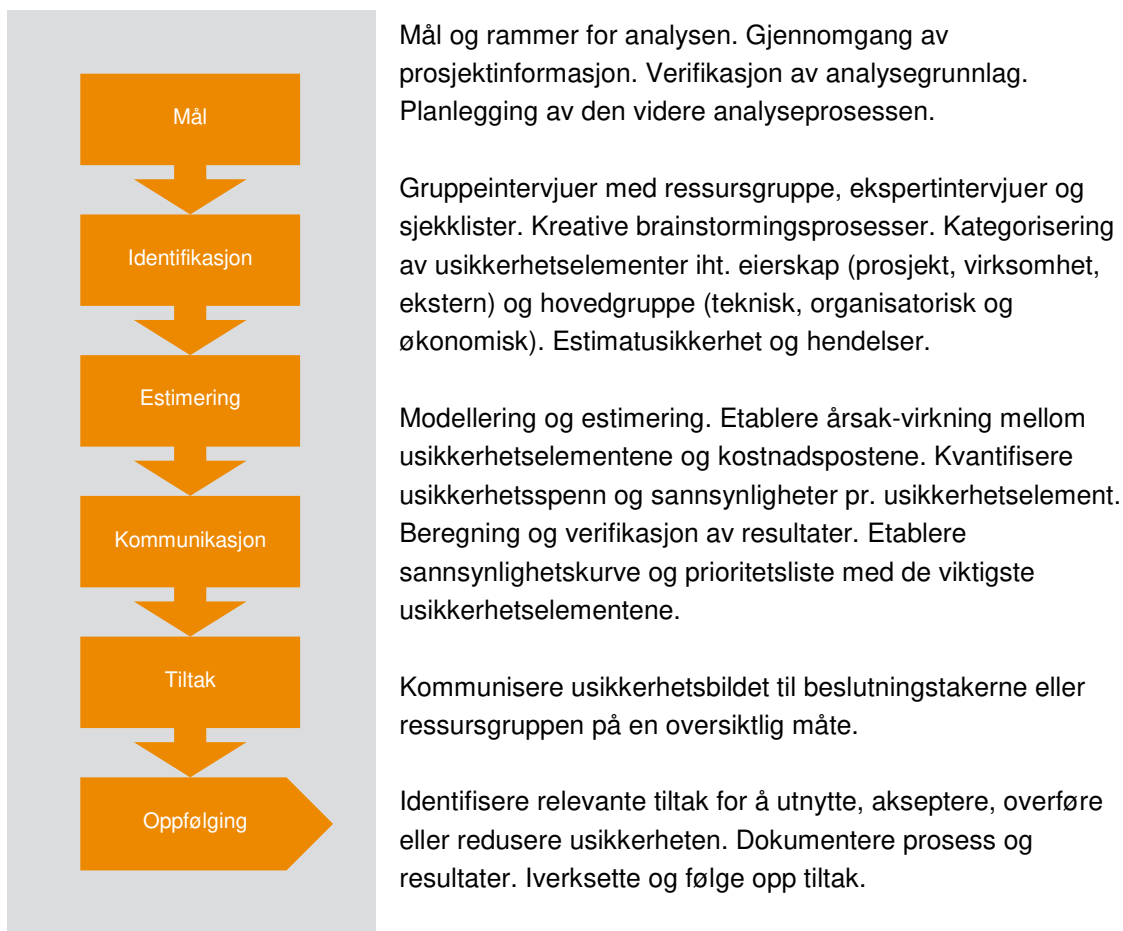 Mål
Identifikasjon
Estimering
Kommunikasjon
Tiltak
Oppfølging
Mål og rammer for analysen. Gjennomgang av
prosjektinformasjon. Verifikasjon av analysegrunnlag.
Planlegging av den videre analyseprosessen.
Gruppeintervjuer med ressursgruppe, ekspertintervjuer og
sjekklister. Kreative brainstormingsprosesser. Kategorisering
av usikkerhetselementer iht. eierskap (prosjekt, virksomhet,
ekstern) og hovedgruppe (teknisk, organisatorisk og
økonomisk). Estimatusikkerhet og hendelser.
Modellering og estimering. Etablere årsak-virkning mellom
usikkerhetselementene og kostnadspostene. Kvantifisere
usikkerhetsspenn og sannsynligheter pr. usikkerhetselement.
Beregning og verifikasjon av resultater. Etablere
sannsynlighetskurve og prioritetsliste med de viktigste
usikkerhetselementene.
Kommunisere usikkerhetsbildet til beslutningstakerne eller
ressursgruppen på en oversiktlig måte.
Identifisere relevante tiltak for å utnytte, akseptere, overføre
eller redusere usikkerheten. Dokumentere prosess og
resultater. Iverksette og følge opp tiltak.